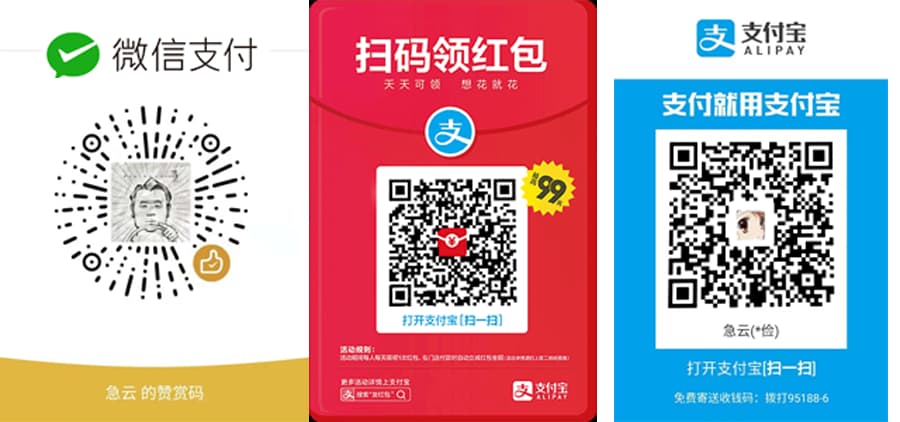 微信支付
急云 的赞赏码
扫码领红包
天天可领 想花就花
支
99
打开支付宝[扫一扫]
活动规则:
更多活动详情上支付宝
支 搜索"发红包"
支 支付宝
ALIPAY
支 支付宝
ALIPAY
支付就用支付宝
急云(*俭)
打开支付宝[扫一扫]
免费寄送收钱码：拨打95188-6